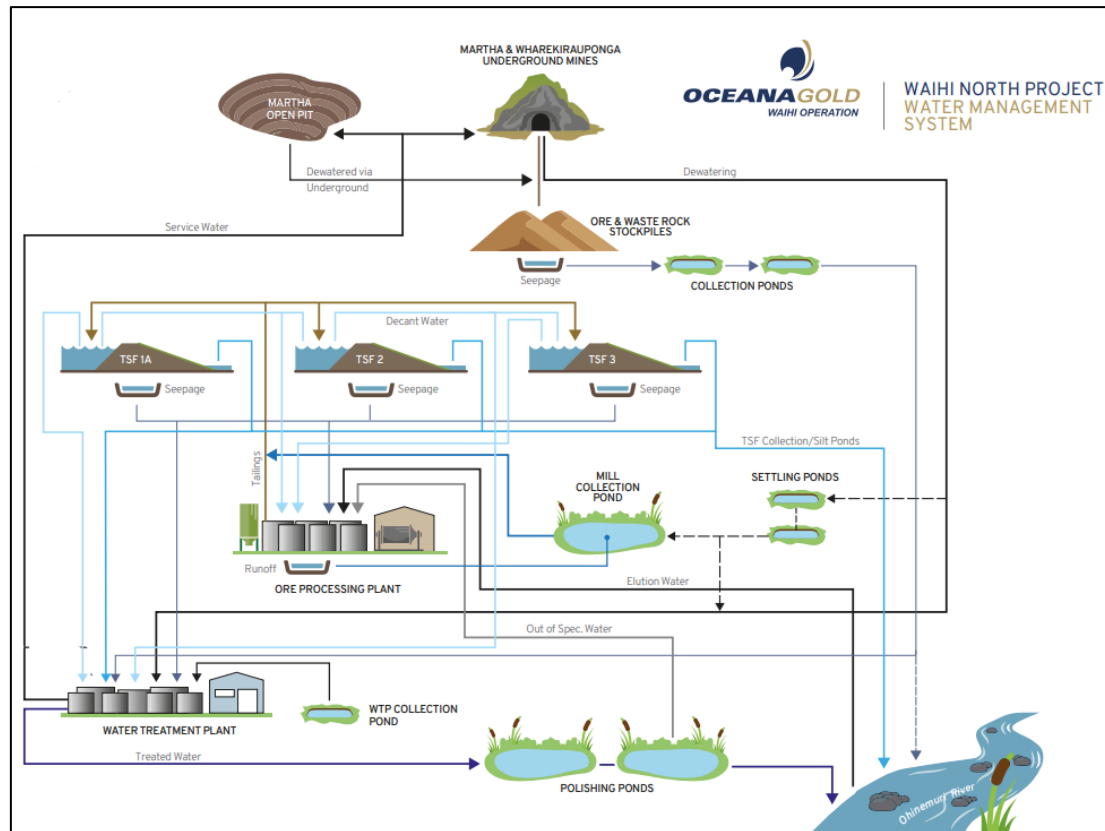 MARTHA & WHAREKIRAUPONGA
UNDERGROUND MINES
MARTHA
OPEN PIT
OCEANAGOLD
WAIHI OPERATION
WAIHI NORTH PROJECT
WATER MANAGEMENT
SYSTEM
Dewatered via
Underground
Dewatering
Service Water
ORE & WASTE ROCK
STOCKPILES
Seepage
COLLECTION PONDS
Decant Water
TSF 1A
TSF 2
TSF 3
Seepage
Seepage
Seepage
TSF Collection/Silt Ponds
Tailings
MILL
COLLECTION
POND
SETTLING PONDS
Runoff
ORE PROCESSING PLANT
Elution Water
Out of Spec. Water
WTP COLLECTION
POND
WATER TREATMENT PLANT
Treated Water
POLISHING PONDS
Ohinemuri River